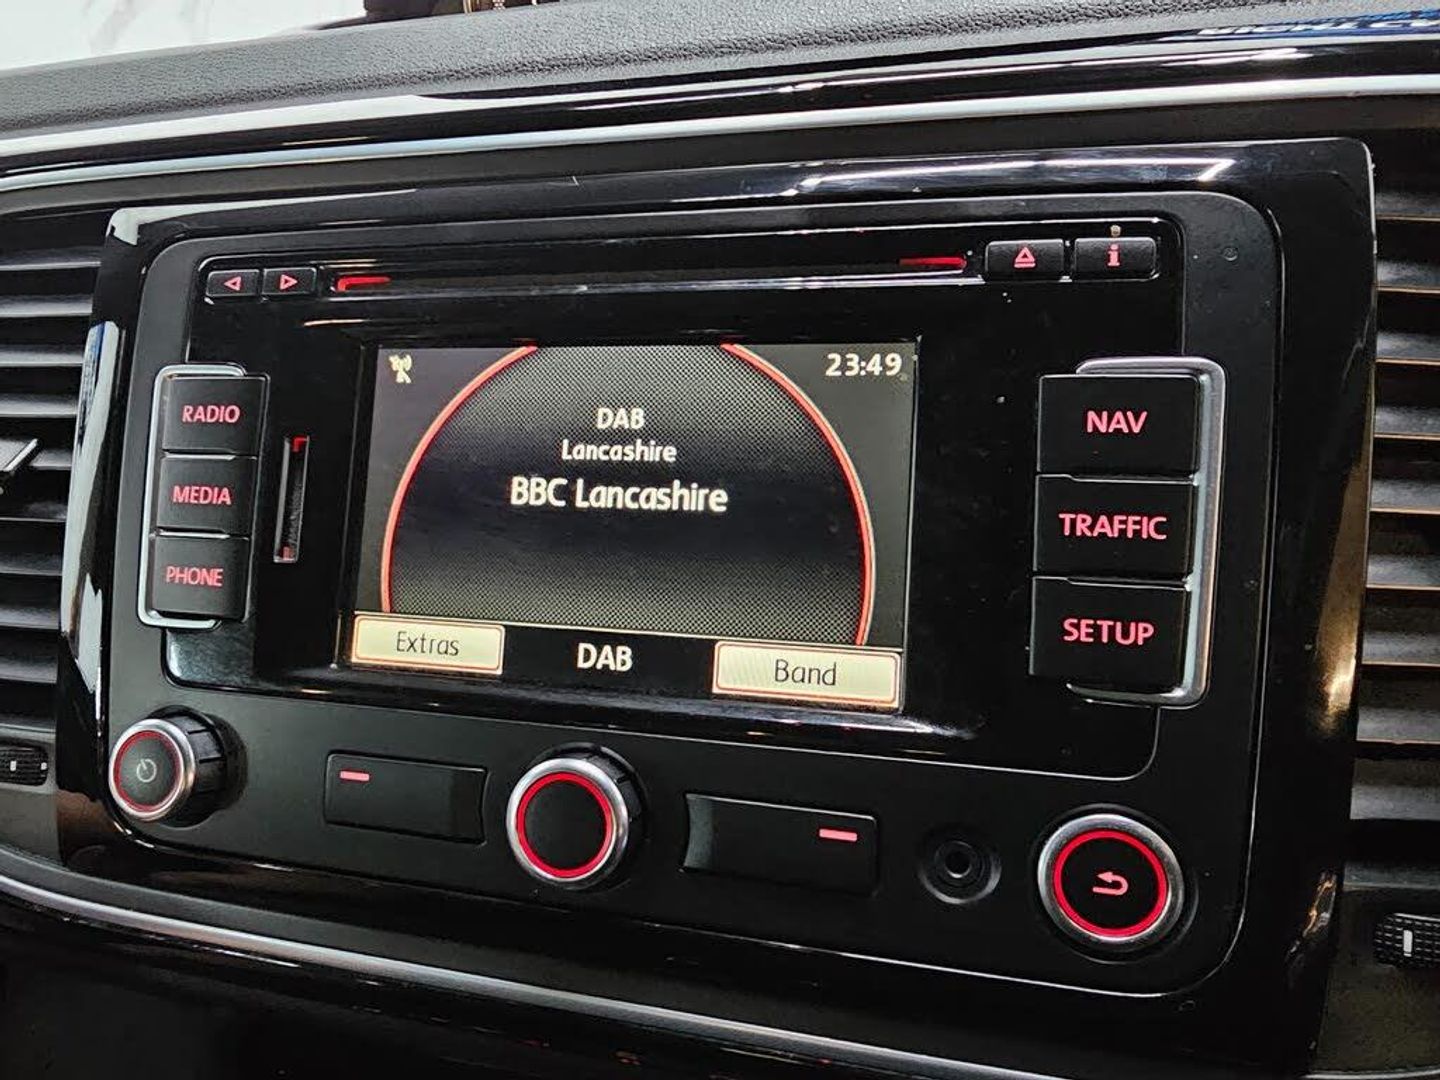 23:49
RADIO
MEDIA
PHONE
DAB
Lancashire
BBC Lancashire
Extras
DAB
Band
i
NAV
TRAFFIC
SETUP